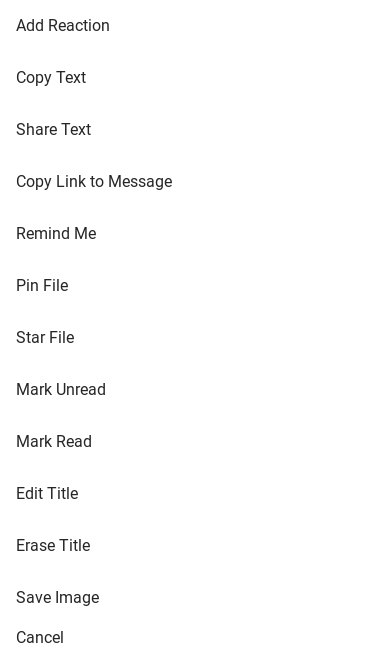 Add Reaction
Copy Text
Share Text
Copy Link to Message
Remind Me
Pin File
Star File
Mark Unread
Mark Read
Edit Title
Erase Title
Save Image
Cancel